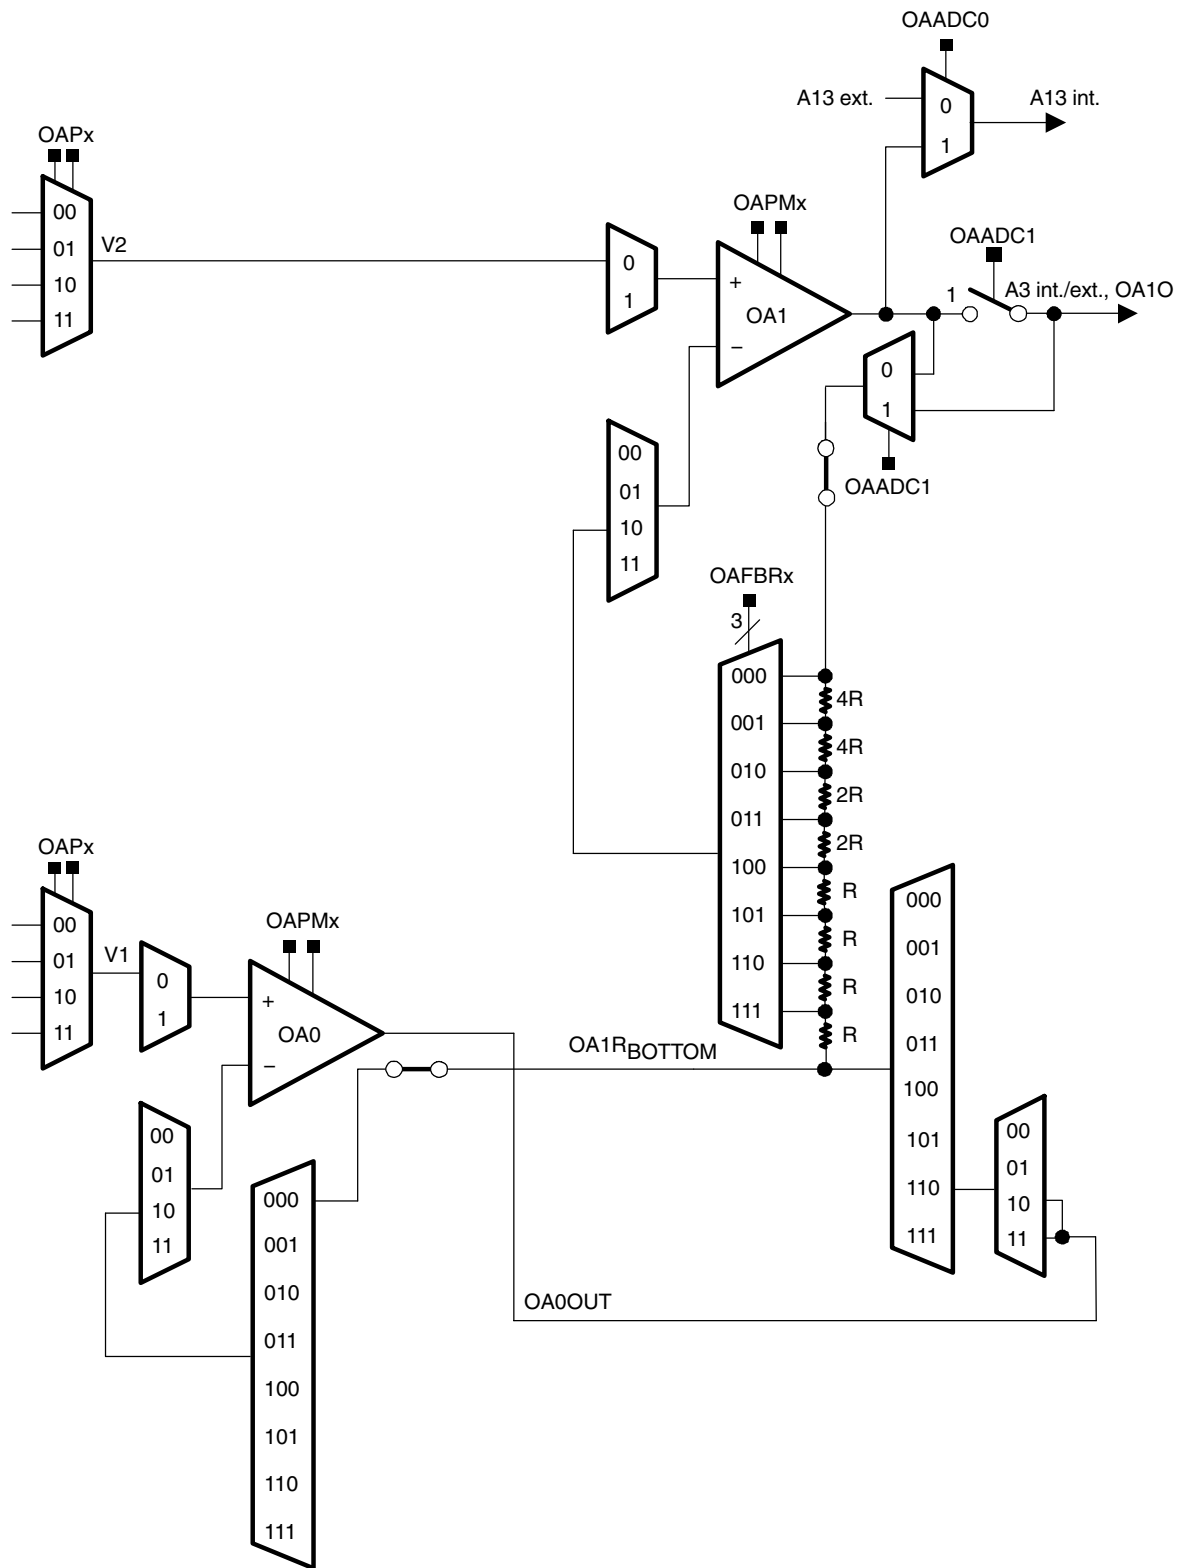 OAADC0
A13 ext.
0
1
A13 int.
OAPx
00
01
10
11
V2
0
1
OAPMx
+
OA1
−
OAADC1
1
A3 int./ext., OA1O
0
1
OAADC1
00
01
10
11
OAFBRx
3
000
001
010
011
100
101
110
111
4R
4R
2R
2R
R
R
R
R
OAPx
00
01
10
11
V1
0
1
OAPMx
+
OA0
−
OA1RBOTTOM
000
001
010
011
100
101
110
111
00
01
10
11
00
01
10
11
000
001
010
011
100
101
110
111
OA0OUT